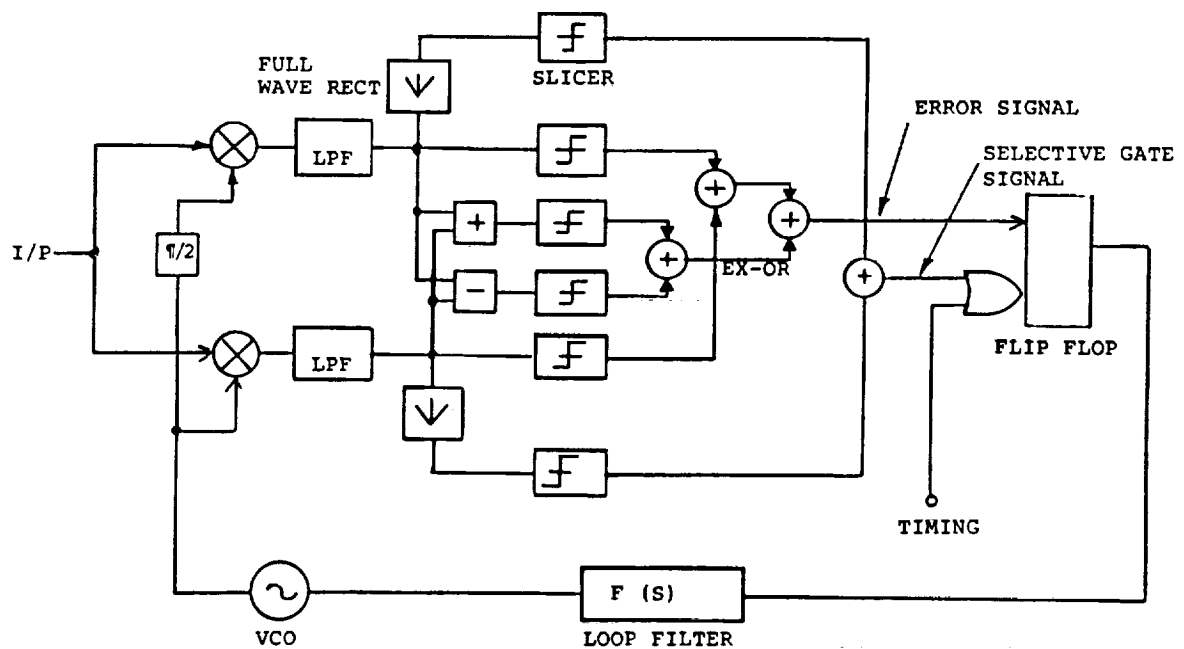 FULL
WAVE RECT
SLICER
ERROR SIGNAL
SELECTIVE GATE
SIGNAL
LPF
I/P
¶/2
+
+
+
+
EX-OR
+
-
+
LPF
FLIP FLOP
TIMING
F (S)
VCO
LOOP FILTER